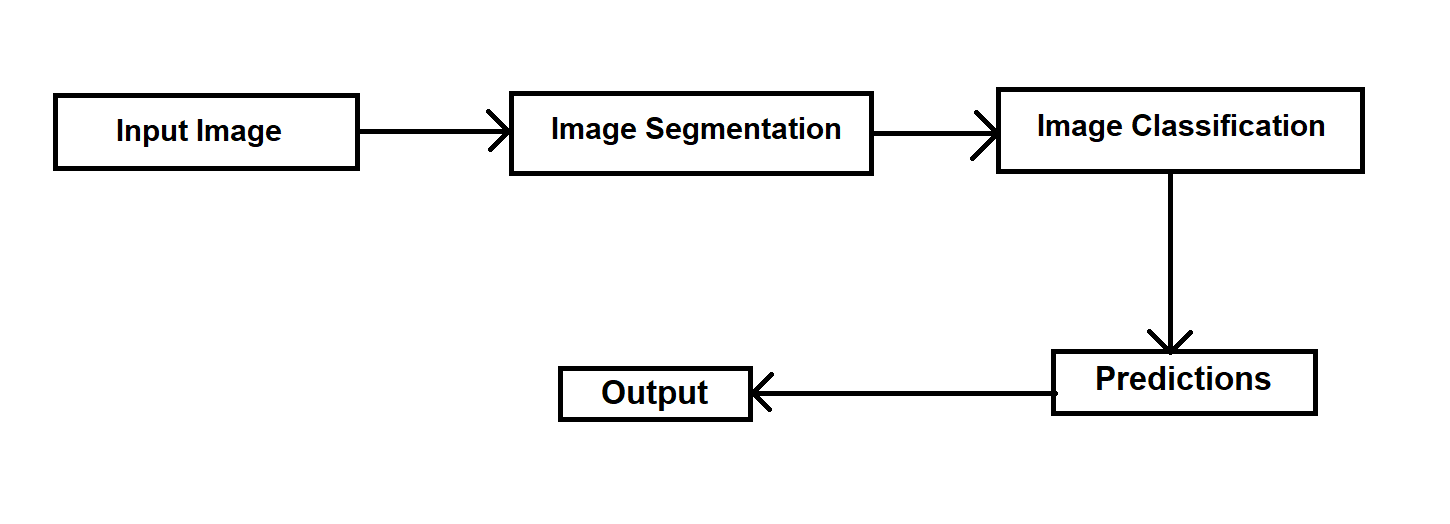 Input Image
Image Segmentation
Image Classification
Predictions
Output